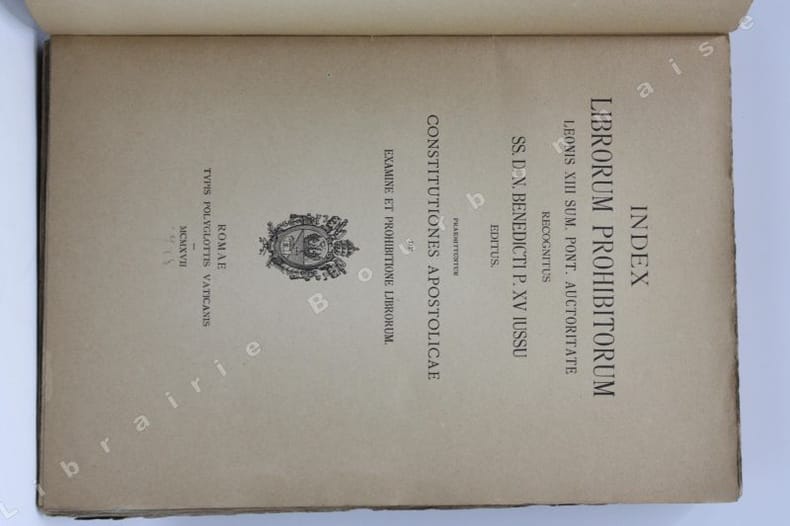 INDEX
LIBRORUM PROHIBITORUM
LEONIS XIII SUM. PONT. AUCTORITATE
RECOGNITUS
SS. D. N. BENEDICTI P. XV IUSSU
EDITUS.
PRAEMITTUNTUR
CONSTITUTIONES APOSTOLICAE
DE
EXAMINE ET PROHIBITIONE LIBRORUM.
ROMAE
TYPIS POLYGLOTTIS VATICANIS
MCMXVII
Librairie Bourbonnaise